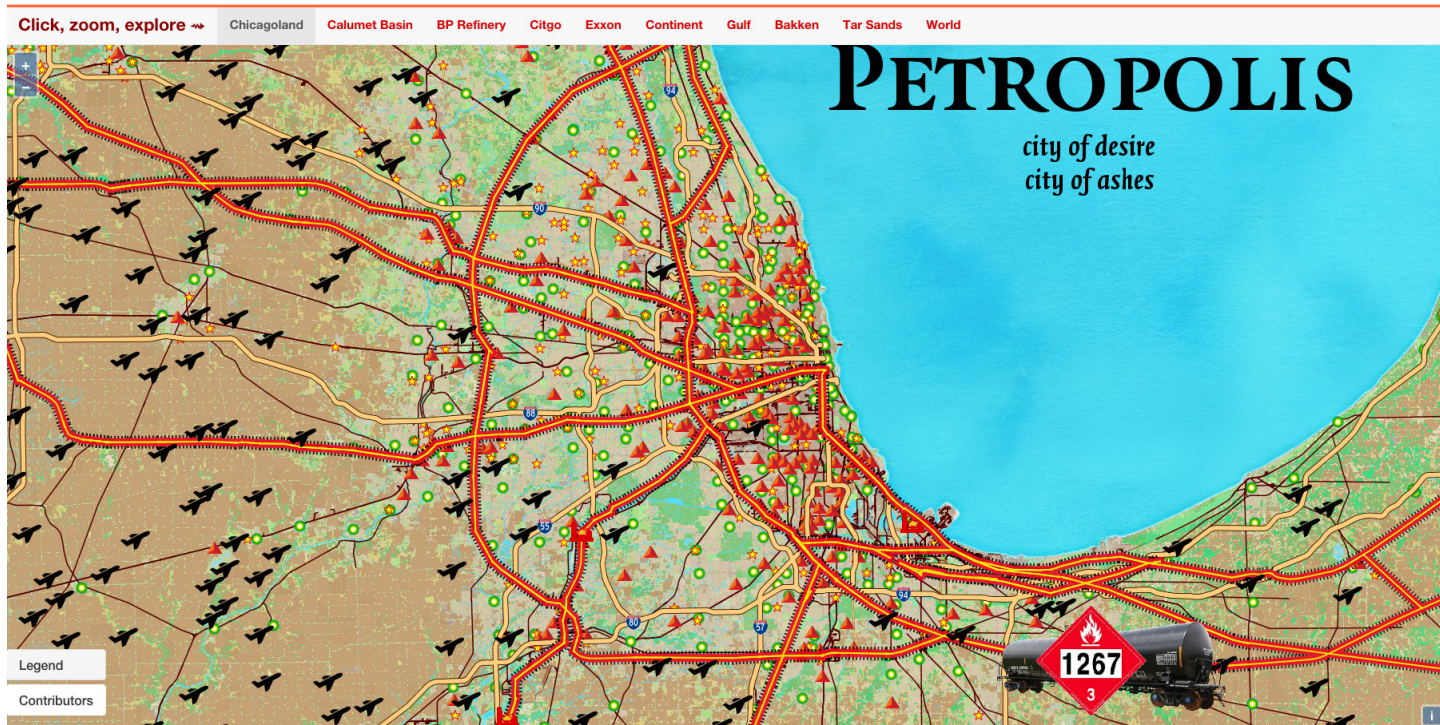 Click, zoom, explore ⇝ Chicagoland Calumet Basin BP Refinery Citgo Exxon Continent Gulf Bakken Tar Sands World
+
−
PETROPOLIS
city of desire
city of ashes
94
90
88
55
80
57
94
1267
3
Legend
Contributors
i